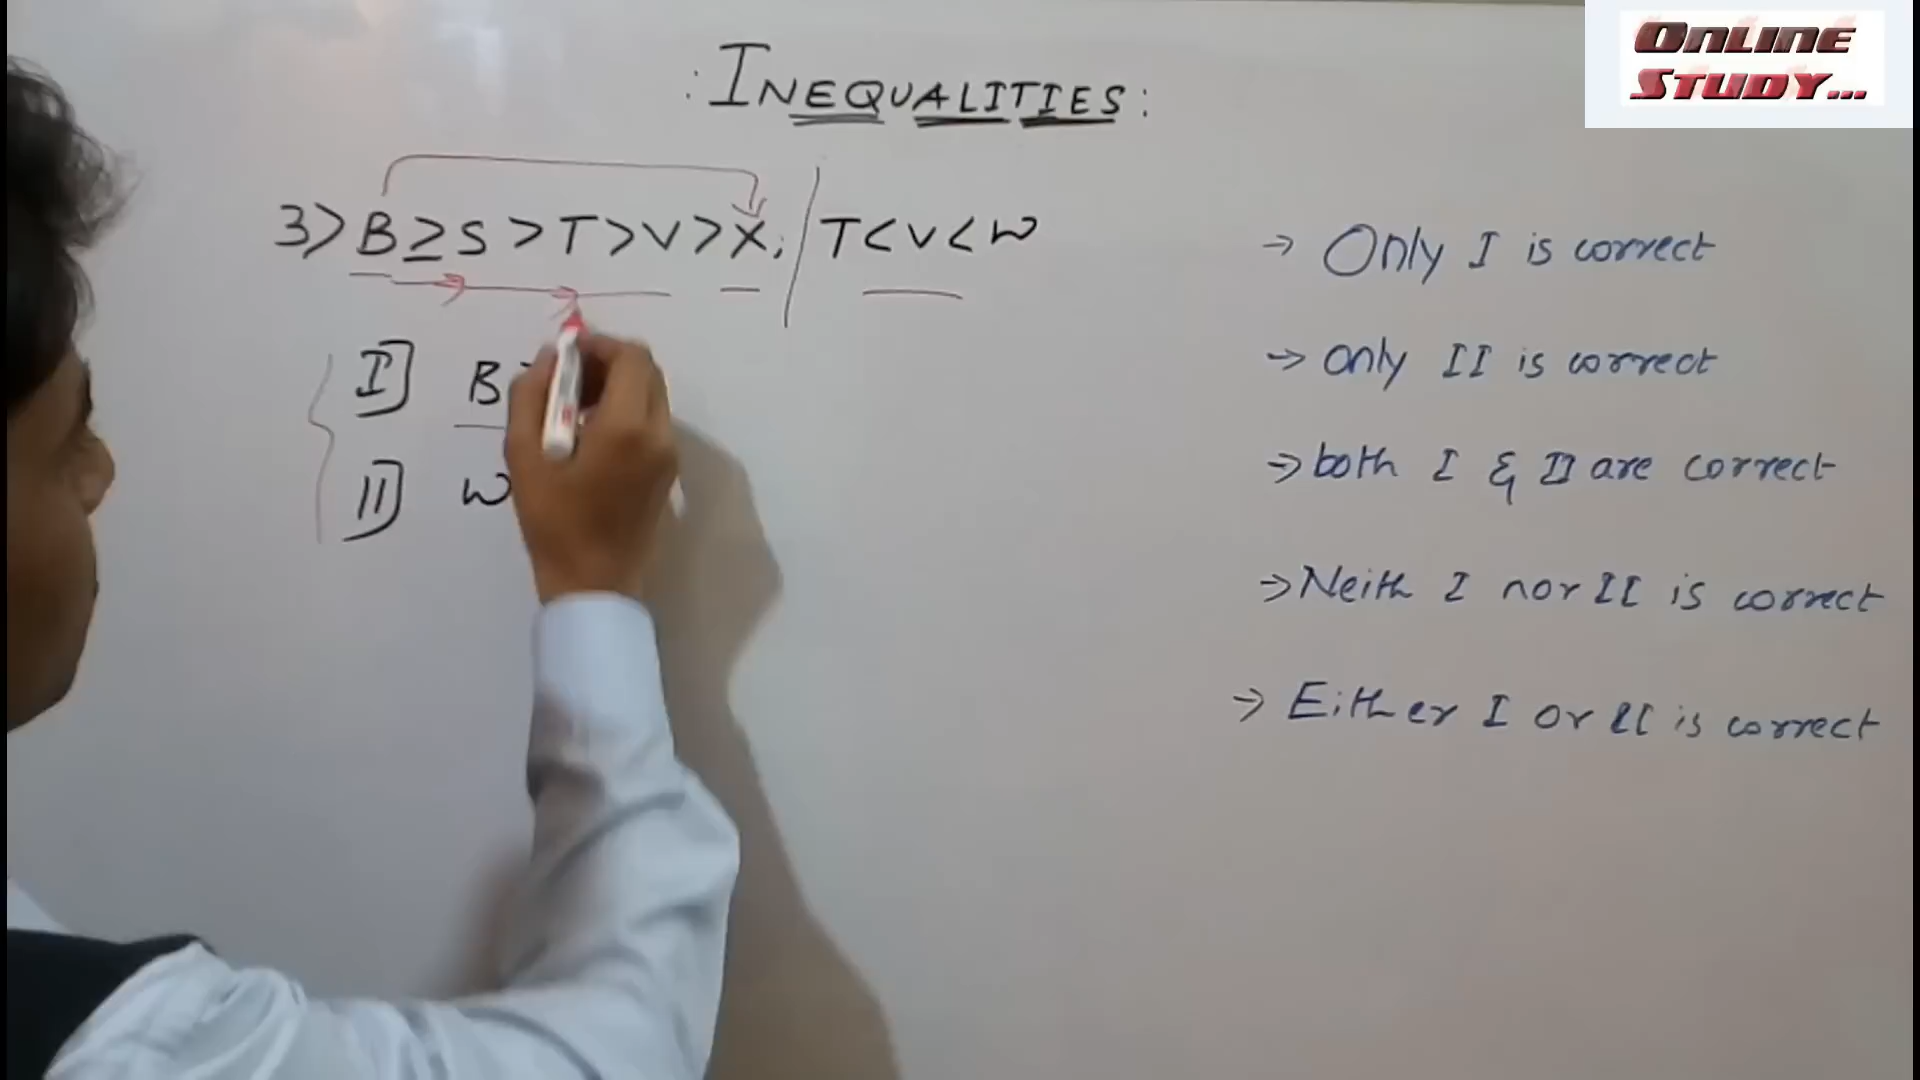 ONLINE
STUDY...
: INEQUALITIES :
3) B ≥ S > T > V > X, / T < V < W
I] B
II] W
→ Only I is correct
→ Only II is correct
→ both I & II are correct
→ Neith I nor II is correct
→ Either I or II is correct